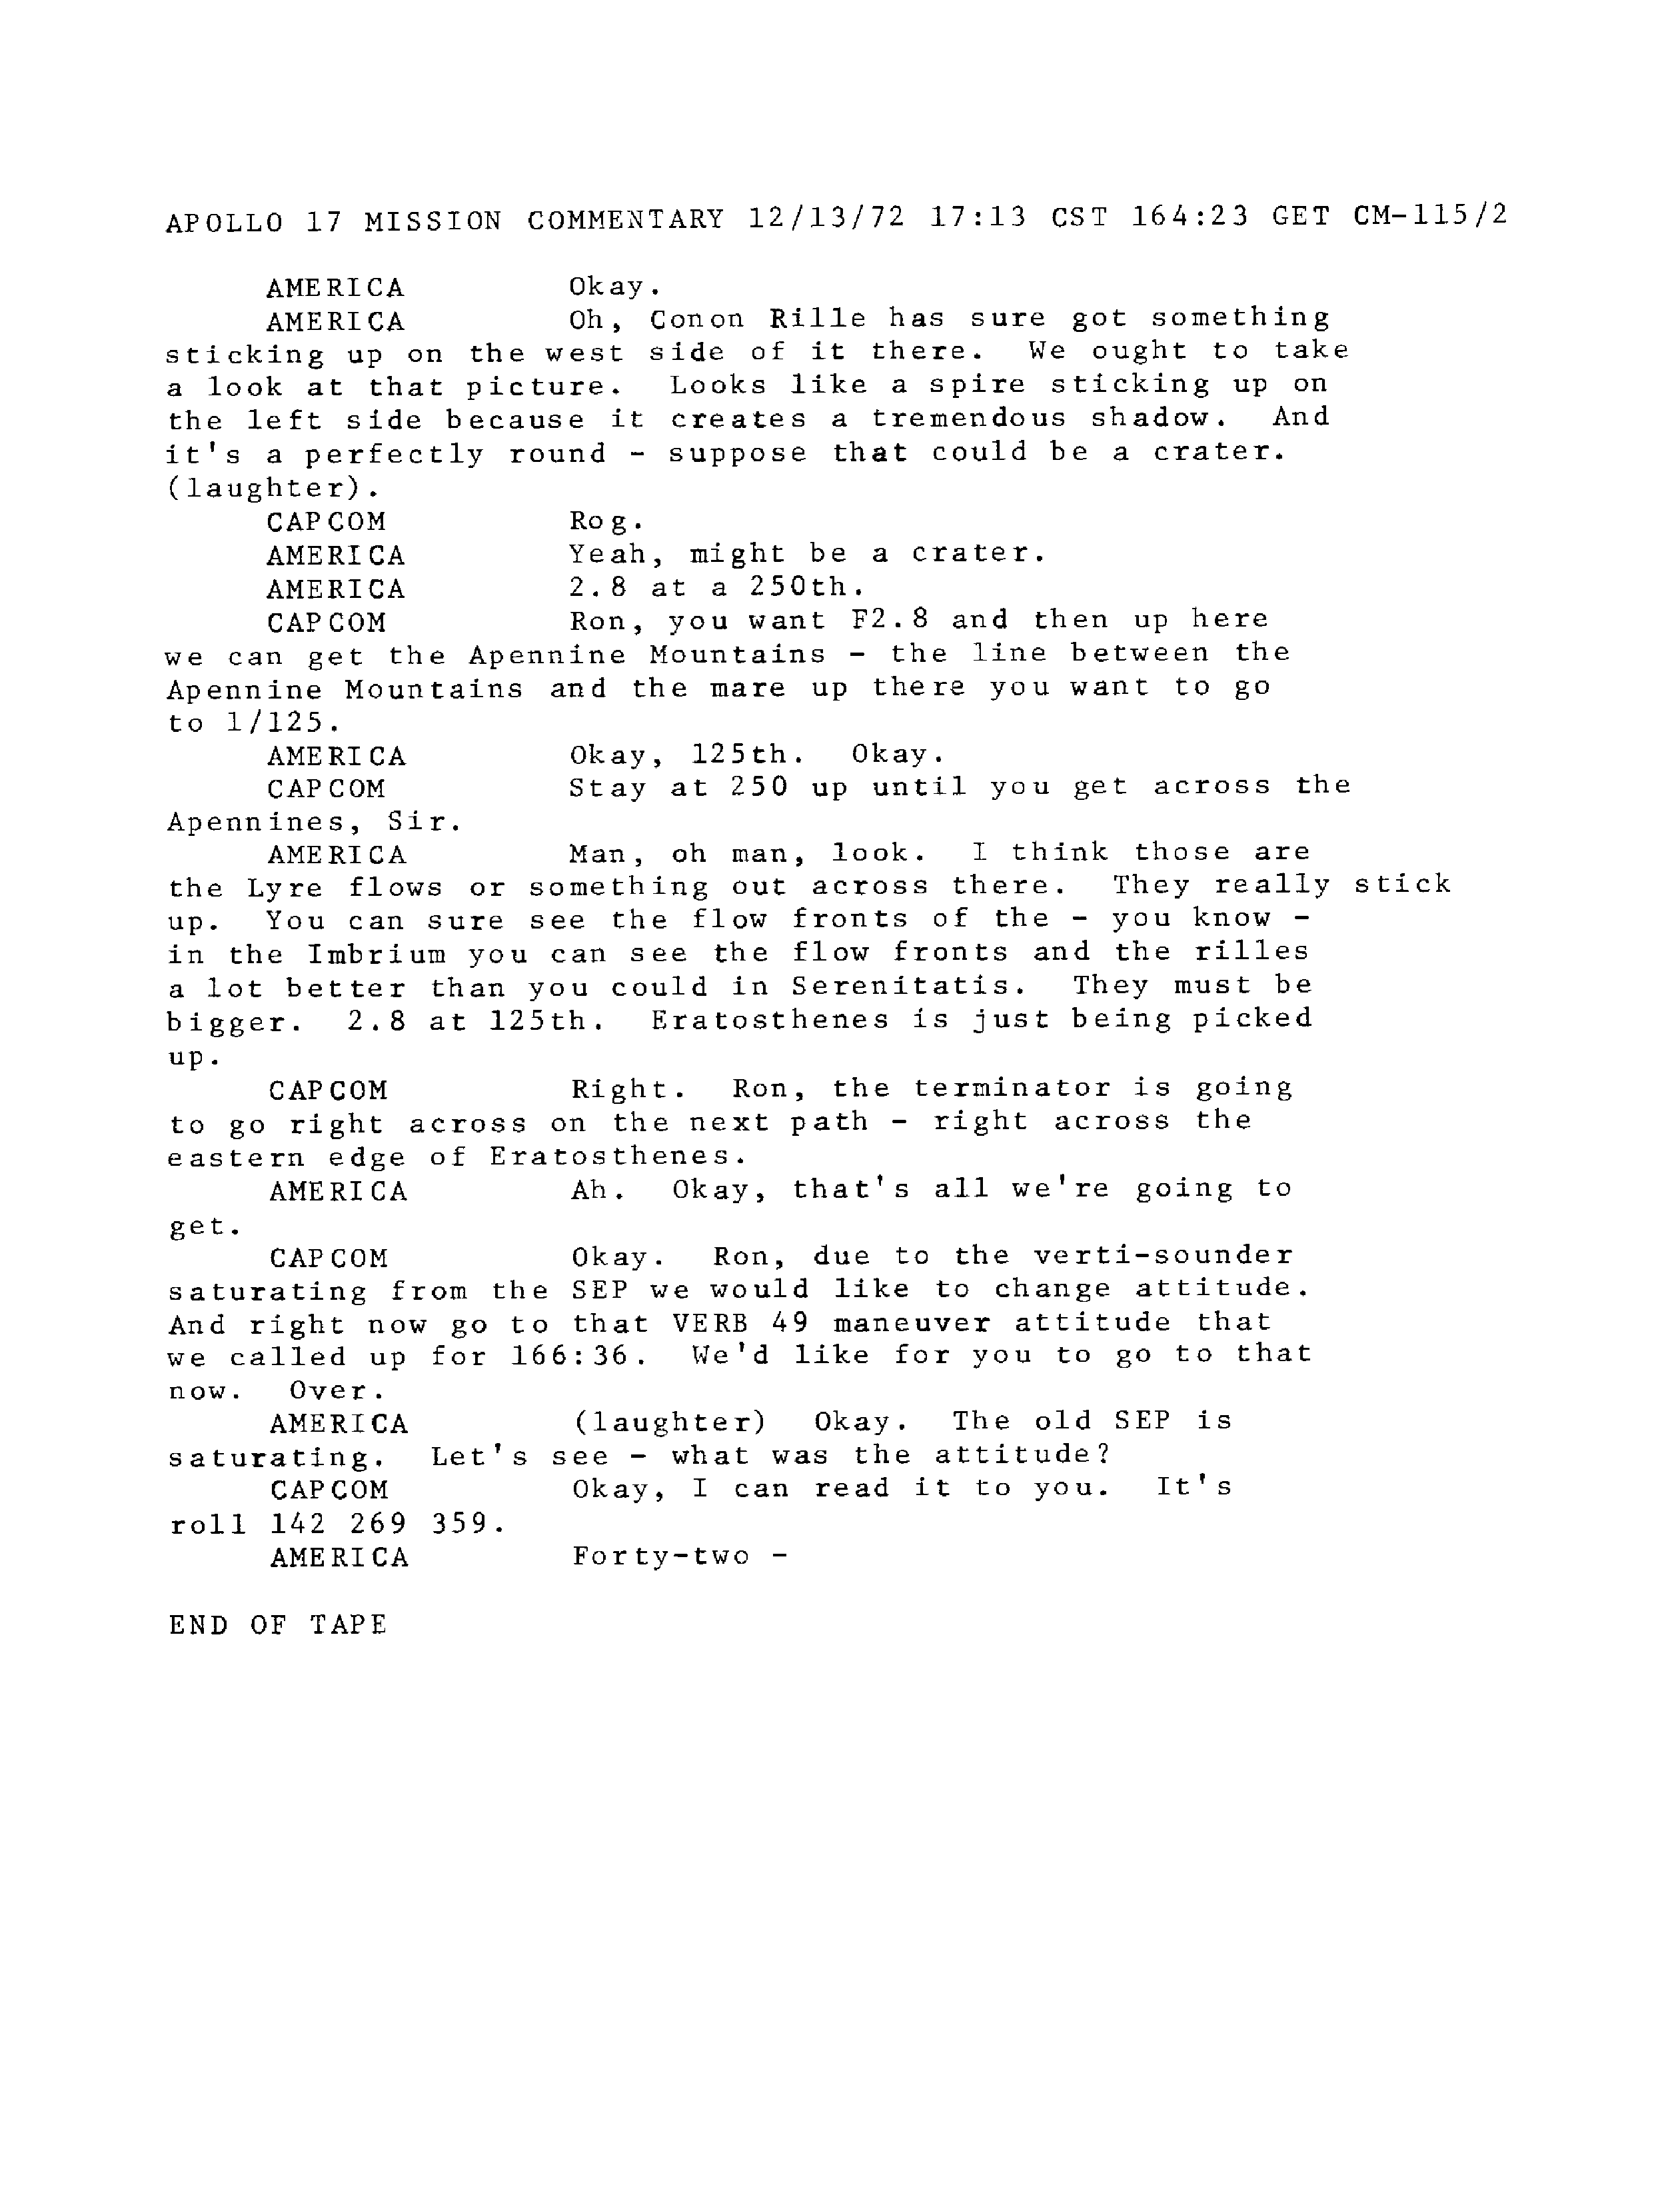 APOLLO 17 MISSION COMMENTARY 12/13/72 17:13 CST 164:23 GET CM-115/2
AMERICA Okay.
AMERICA Oh, Conon Rille has sure got something
sticking up on the west side of it there. We ought to take
a look at that picture. Looks like a spire sticking up on
the left side because it creates a tremendous shadow. And
it's a perfectly round - suppose that could be a crater.
(laughter).
CAPCOM Rog.
AMERICA Yeah, might be a crater.
AMERICA 2.8 at a 250th.
CAPCOM Ron, you want F2.8 and then up here
we can get the Apennine Mountains - the line between the
Apennine Mountains and the mare up there you want to go
to 1/125.
AMERICA Okay, 125th. Okay.
CAPCOM Stay at 250 up until you get across the
Apennines, Sir.
AMERICA Man, oh man, look. I think those are
the Lyre flows or something out across there. They really stick
up. You can sure see the flow fronts of the - you know -
in the Imbrium you can see the flow fronts and the rilles
a lot better than you could in Serenitatis. They must be
bigger. 2.8 at 125th. Eratosthenes is just being picked
up.
CAPCOM Right. Ron, the terminator is going
to go right across on the next path - right across the
eastern edge of Eratosthenes.
AMERICA Ah. Okay, that's all we're going to
get.
CAPCOM Okay. Ron, due to the verti-sounder
saturating from the SEP we would like to change attitude.
And right now go to that VERB 49 maneuver attitude that
we called up for 166:36. We'd like for you to go to that
now. Over.
AMERICA (laughter) Okay. The old SEP is
saturating. Let's see - what was the attitude?
CAPCOM Okay, I can read it to you. It's
roll 142 269 359.
AMERICA Forty-two -
END OF TAPE